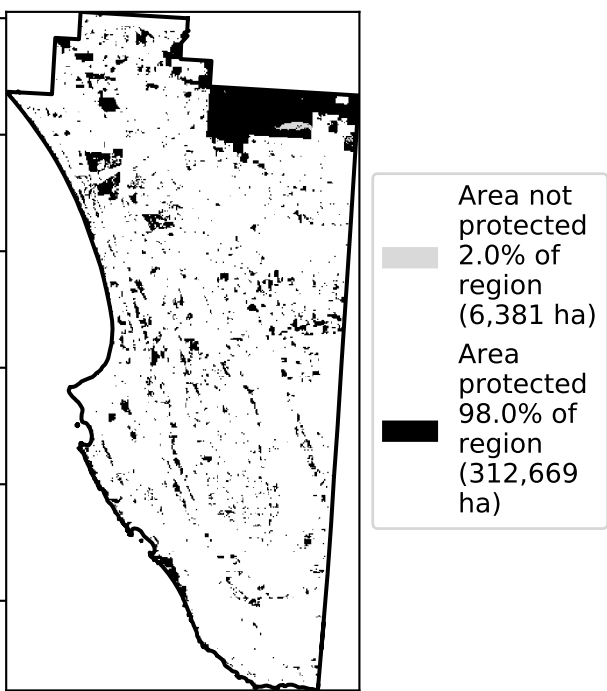 Area not
protected
2.0% of
region
(6,381 ha)
Area
protected
98.0% of
region
(312,669
ha)